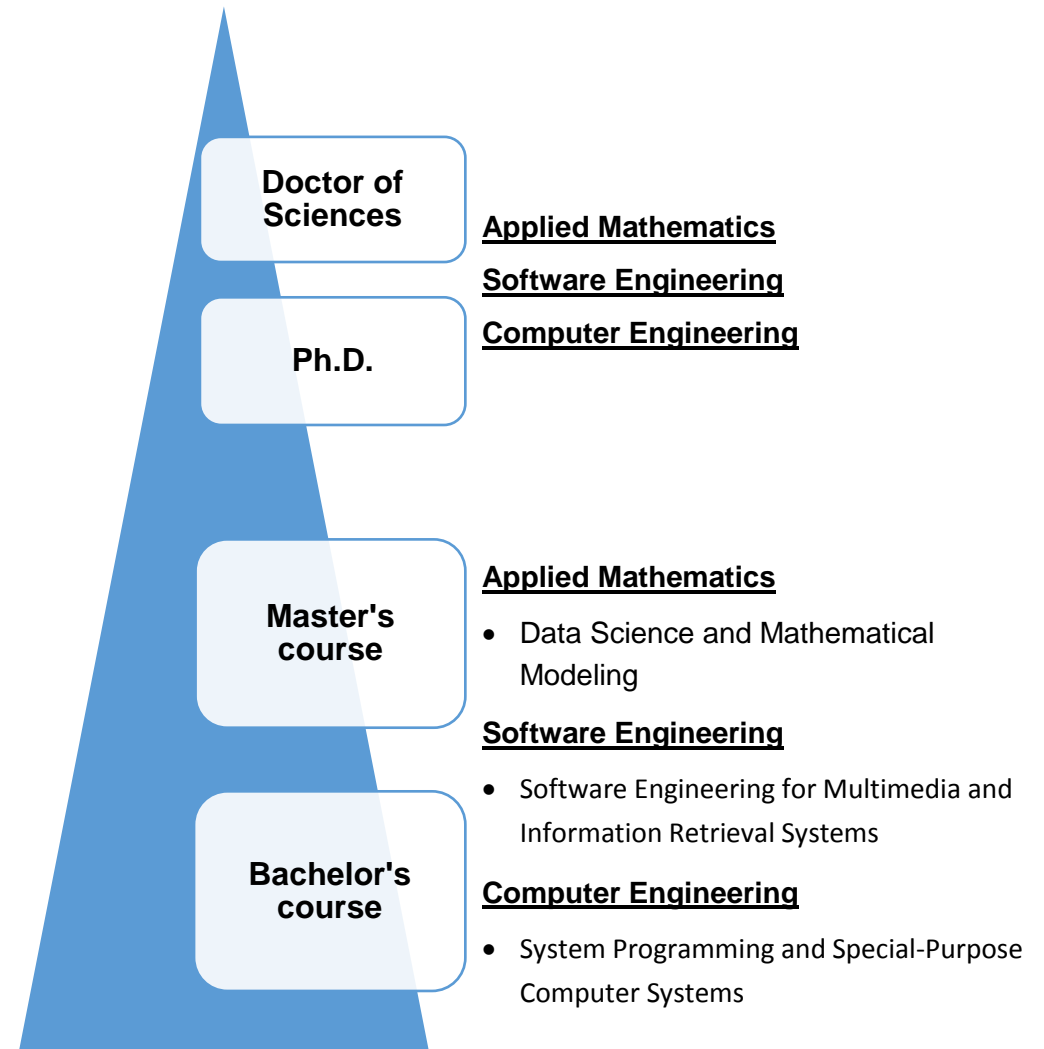 Doctor of
Sciences
Applied Mathematics
Software Engineering
Computer Engineering
Ph.D.
Master's
course
Applied Mathematics
• Data Science and Mathematical
Modeling
Software Engineering
• Software Engineering for Multimedia and
Information Retrieval Systems
Bachelor's
course
Computer Engineering
• System Programming and Special-Purpose
Computer Systems